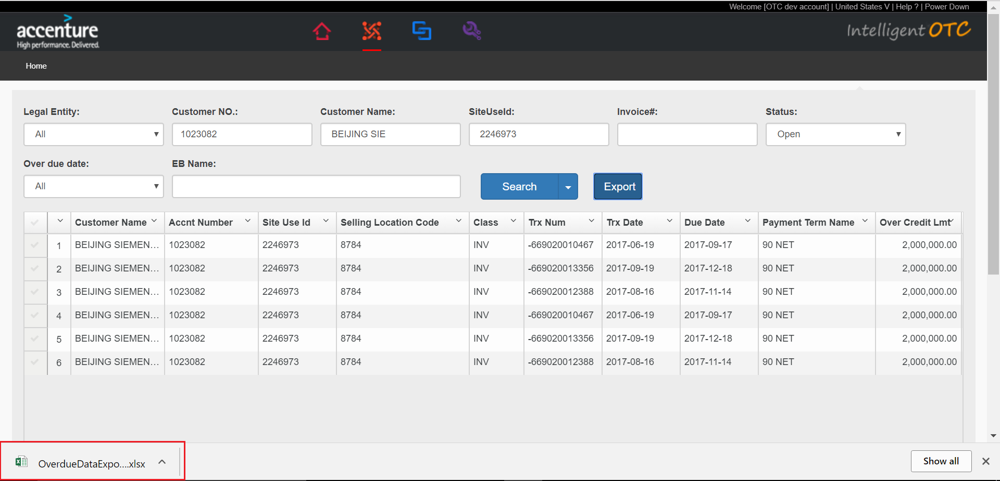 Welcome [OTC dev account] | United States V | Help ? | Power Down
accenture
High performance. Delivered.
Intelligent OTC
Home
Legal Entity: Customer NO.: Customer Name: SiteUseId: Invoice#: Status:
All 1023082 BEIJING SIE 2246973 Open
Over due date: EB Name:
All Search Export
Customer Name Accnt Number Site Use Id Selling Location Code Class Trx Num Trx Date Due Date Payment Term Name Over Credit Lmt
1 BEIJING SIEMEN... 1023082 2246973 8784 INV -669020010467 2017-06-19 2017-09-17 90 NET 2,000,000.00
2 BEIJING SIEMEN... 1023082 2246973 8784 INV -669020013356 2017-09-19 2017-12-18 90 NET 2,000,000.00
3 BEIJING SIEMEN... 1023082 2246973 8784 INV -669020012388 2017-08-16 2017-11-14 90 NET 2,000,000.00
4 BEIJING SIEMEN... 1023082 2246973 8784 INV -669020010467 2017-06-19 2017-09-17 90 NET 2,000,000.00
5 BEIJING SIEMEN... 1023082 2246973 8784 INV -669020013356 2017-09-19 2017-12-18 90 NET 2,000,000.00
6 BEIJING SIEMEN... 1023082 2246973 8784 INV -669020012388 2017-08-16 2017-11-14 90 NET 2,000,000.00
OverdueDataExpo....xlsx Show all